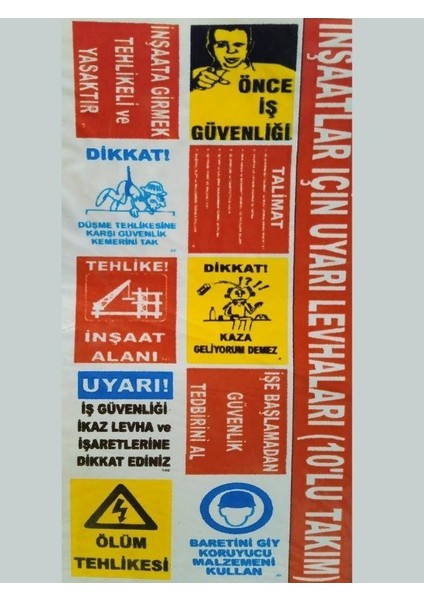 İNŞAATA GİRMEK
TEHLİKELİ ve
YASAKTIR.
ÖNCE
İŞ
GÜVENLİĞİ
DİKKAT!
DÜŞME TEHLİKESİNE
KARŞI GÜVENLİK
KEMERİNİ TAK
TALİMAT
TEHLİKE!
İNŞAAT
ALANI
DİKKAT!
KAZA
GELİYORUM DEMEZ
UYARI!
İŞ GÜVENLİĞİ
İKAZ LEVHA ve
İŞARETLERİNE
DİKKAT EDİNİZ
İŞE BAŞLAMADAN
GÜVENLİK
TEDBİRİNİ AL
ÖLÜM
TEHLİKESİ
BARETİNİ GİY
KORUYUCU
MALZEMENİ
KULLAN
İNŞAATLAR İÇİN UYARI LEVHALARI (10'LU TAKIM)